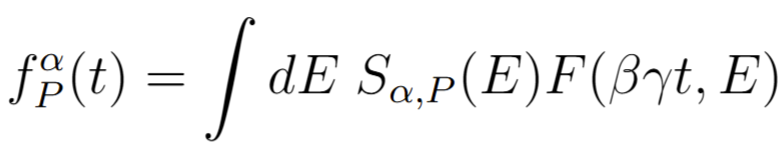 f_P^α(t) = ∫ dE S_{α,P}(E)F(βγt, E)